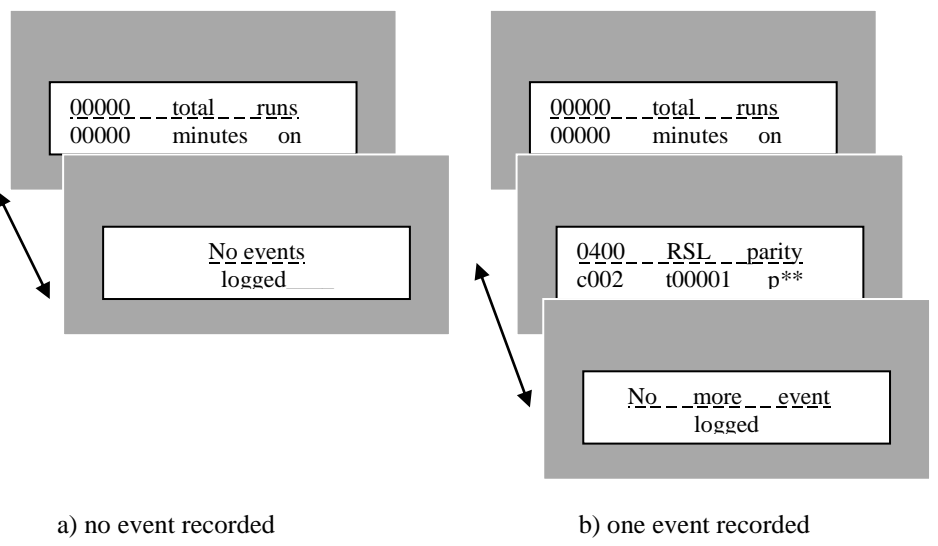 00000 total runs
00000 minutes on
No events
logged
a) no event recorded
00000 total runs
00000 minutes on
0400 RSL parity
c002 t00001 p**
No more event
logged
b) one event recorded